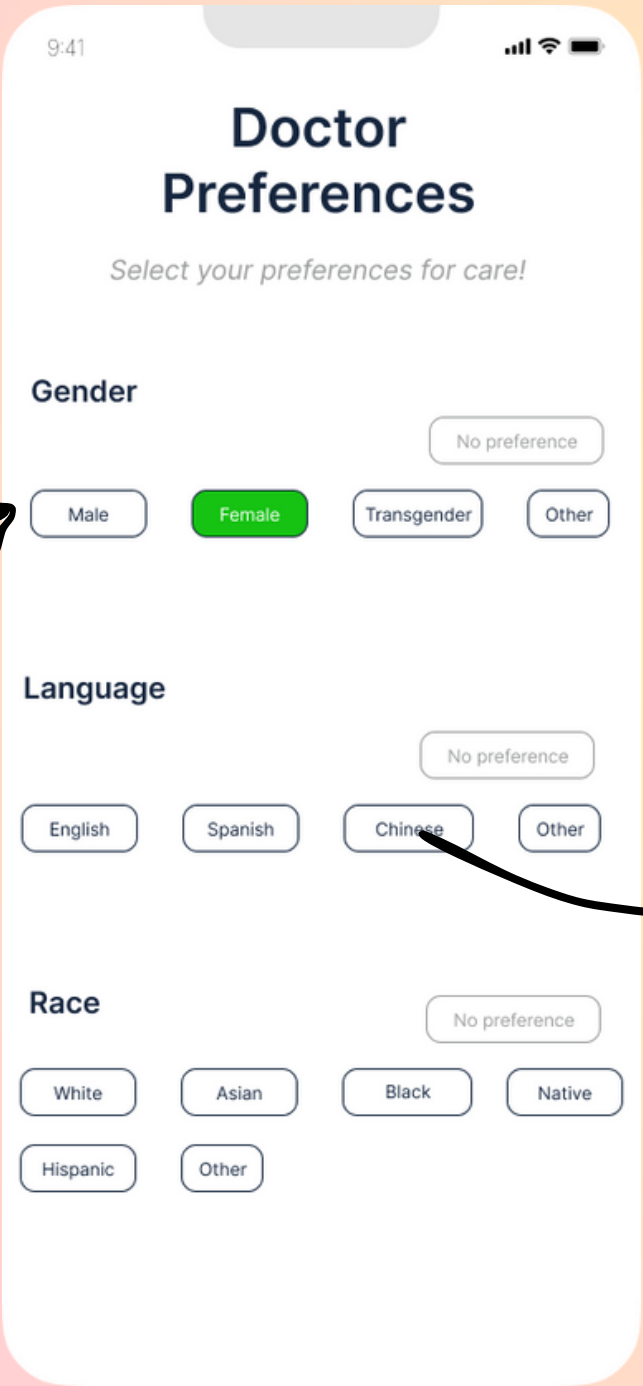 9:41
Doctor
Preferences
Select your preferences for care!
Gender
No preference
Male Female Transgender Other
Language
No preference
English Spanish Chinese Other
Race
No preference
White Asian Black Native
Hispanic Other